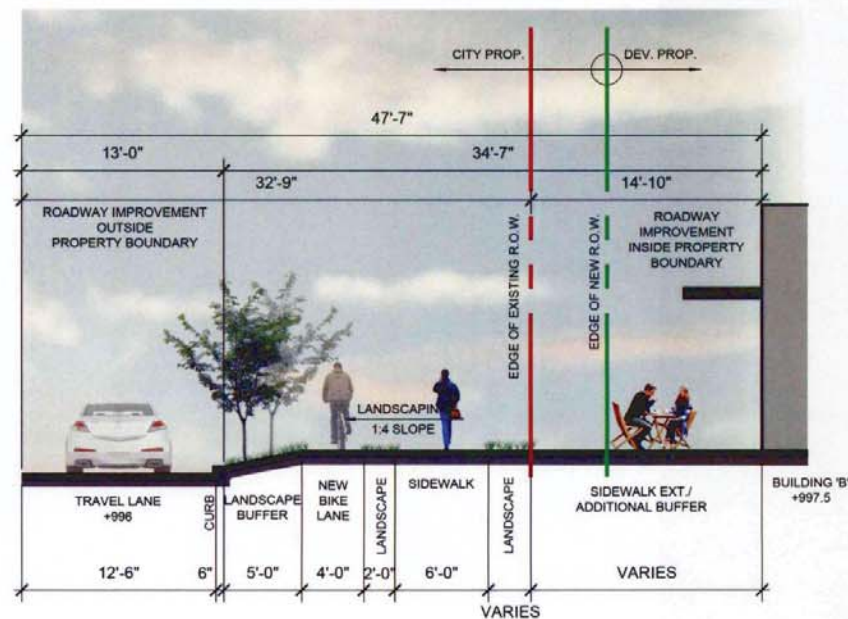 CITY PROP.
DEV. PROP.
47'-7"
13'-0"
34'-7"
32'-9"
14'-10"
ROADWAY IMPROVEMENT
OUTSIDE
PROPERTY BOUNDARY
EDGE OF EXISTING R.O.W.
EDGE OF NEW R.O.W.
ROADWAY
IMPROVEMENT
INSIDE PROPERTY
BOUNDARY
LANDSCAPIN
1:4 SLOPE
TRAVEL LANE
+996
CURB
LANDSCAPE
BUFFER
NEW
BIKE
LANE
LANDSCAPE
SIDEWALK
LANDSCAPE
SIDEWALK EXT./
ADDITIONAL BUFFER
BUILDING 'B'
+997.5
12'-6"
6"
5'-0"
4'-0"
2'-0"
6'-0"
VARIES
VARIES